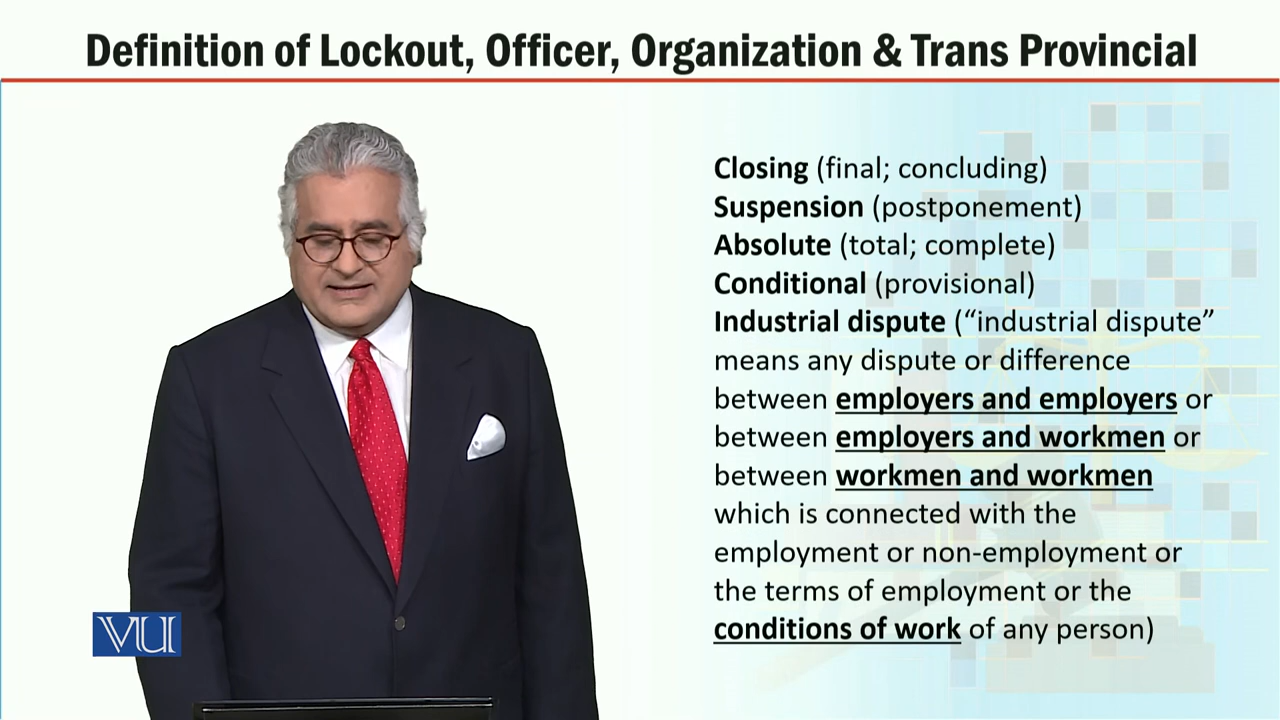 Definition of Lockout, Officer, Organization & Trans Provincial
Closing (final; concluding)
Suspension (postponement)
Absolute (total; complete)
Conditional (provisional)
Industrial dispute (“industrial dispute”
means any dispute or difference
between employers and employers or
between employers and workmen or
between workmen and workmen
which is connected with the
employment or non-employment or
the terms of employment or the
conditions of work of any person)
VU